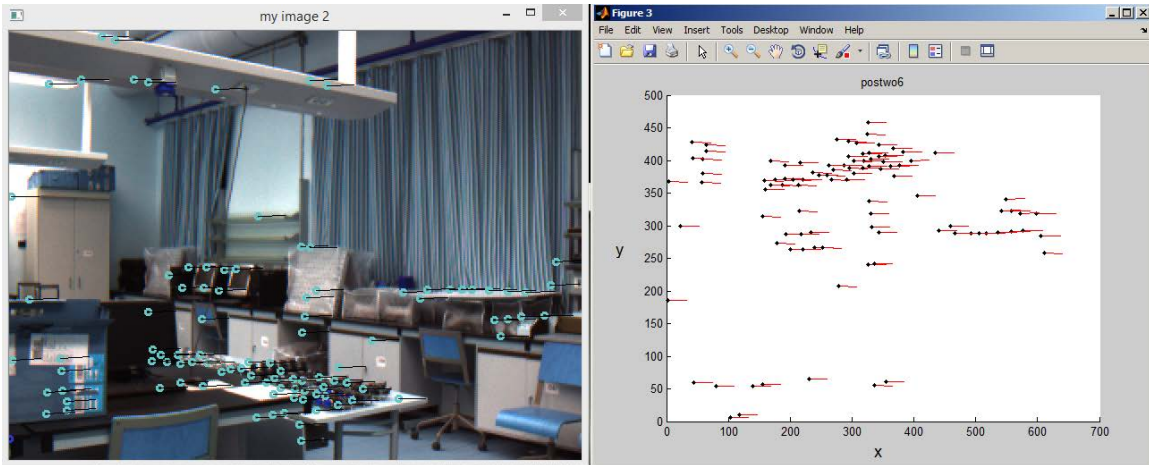 my image 2
Figure 3
File Edit View Insert Tools Desktop Window Help
postwo6
500
450
400
350
300
250
200
150
100
50
0
0 100 200 300 400 500 600 700
y
x